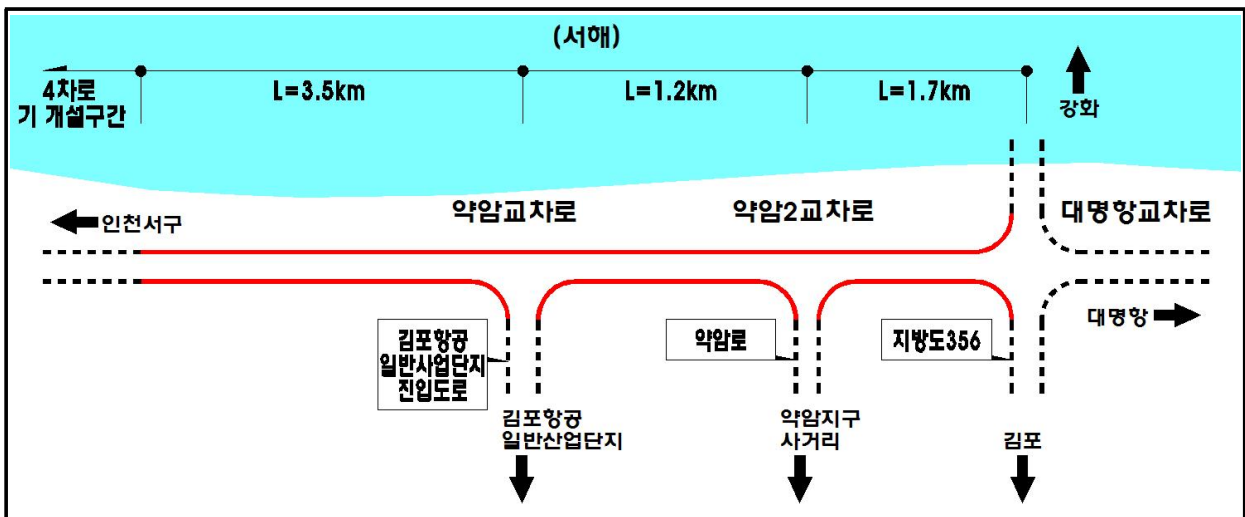 (서해)
4차로
기 개설구간
L=3.5km
L=1.2km
L=1.7km
강화
인천서구
약암교차로
약암2교차로
대명항교차로
대명항
김포항공
일반사업단지
진입도로
약암로
지방도356
김포항공
일반산업단지
약암지구
사거리
김포